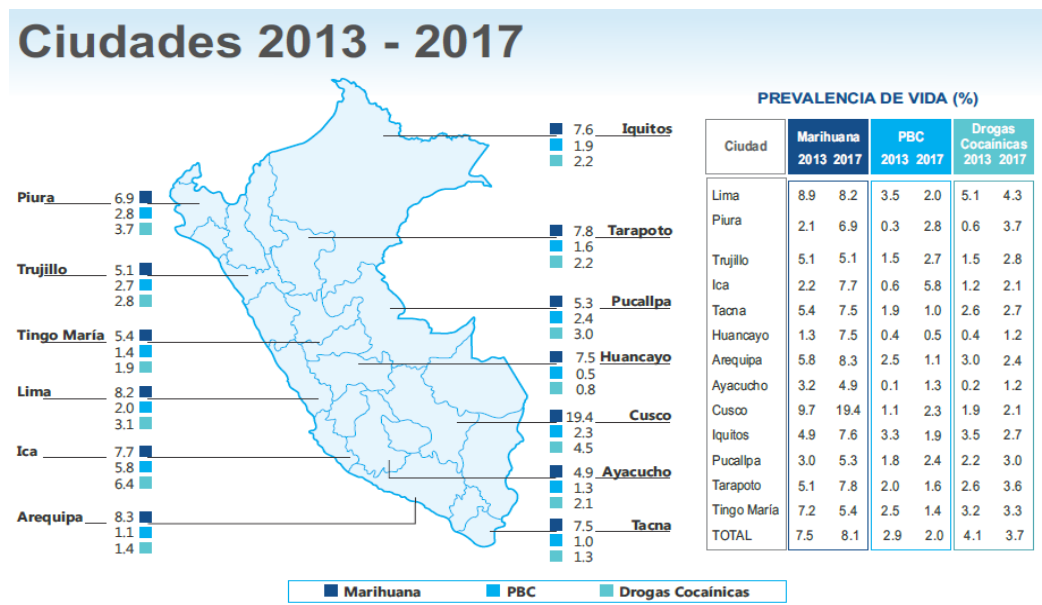 Ciudades 2013 - 2017
PREVALENCIA DE VIDA (%)
Piura 6.9
2.8
3.7
Trujillo 5.1
2.7
2.8
Tingo María 5.4
1.4
1.9
Lima 8.2
2.0
3.1
Ica 7.7
5.8
6.4
Arequipa 8.3
1.1
1.4
7.6 Iquitos
1.9
2.2
7.8 Tarapoto
1.6
2.2
5.3 Pucallpa
2.4
3.0
7.5 Huancayo
0.5
0.8
19.4 Cusco
2.3
4.5
4.9 Ayacucho
1.3
2.1
7.5 Tacna
1.0
1.3
Ciudad Marihuana PBC Drogas Cocaínicas
2013 2017 2013 2017 2013 2017
Lima 8.9 8.2 3.5 2.0 5.1 4.3
Piura 2.1 6.9 0.3 2.8 0.6 3.7
Trujillo 5.1 5.1 1.5 2.7 1.5 2.8
Ica 2.2 7.7 0.6 5.8 1.2 2.1
Tacna 5.4 7.5 1.9 1.0 2.6 2.7
Huancayo 1.3 7.5 0.4 0.5 0.4 1.2
Arequipa 5.8 8.3 2.5 1.1 3.0 2.4
Ayacucho 3.2 4.9 0.1 1.3 0.2 1.2
Cusco 9.7 19.4 1.1 2.3 1.9 2.1
Iquitos 4.9 7.6 3.3 1.9 3.5 2.7
Pucallpa 3.0 5.3 1.8 2.4 2.2 3.0
Tarapoto 5.1 7.8 2.0 1.6 2.6 3.6
Tingo María 7.2 5.4 2.5 1.4 3.2 3.3
TOTAL 7.5 8.1 2.9 2.0 4.1 3.7
Marihuana PBC Drogas Cocaínicas